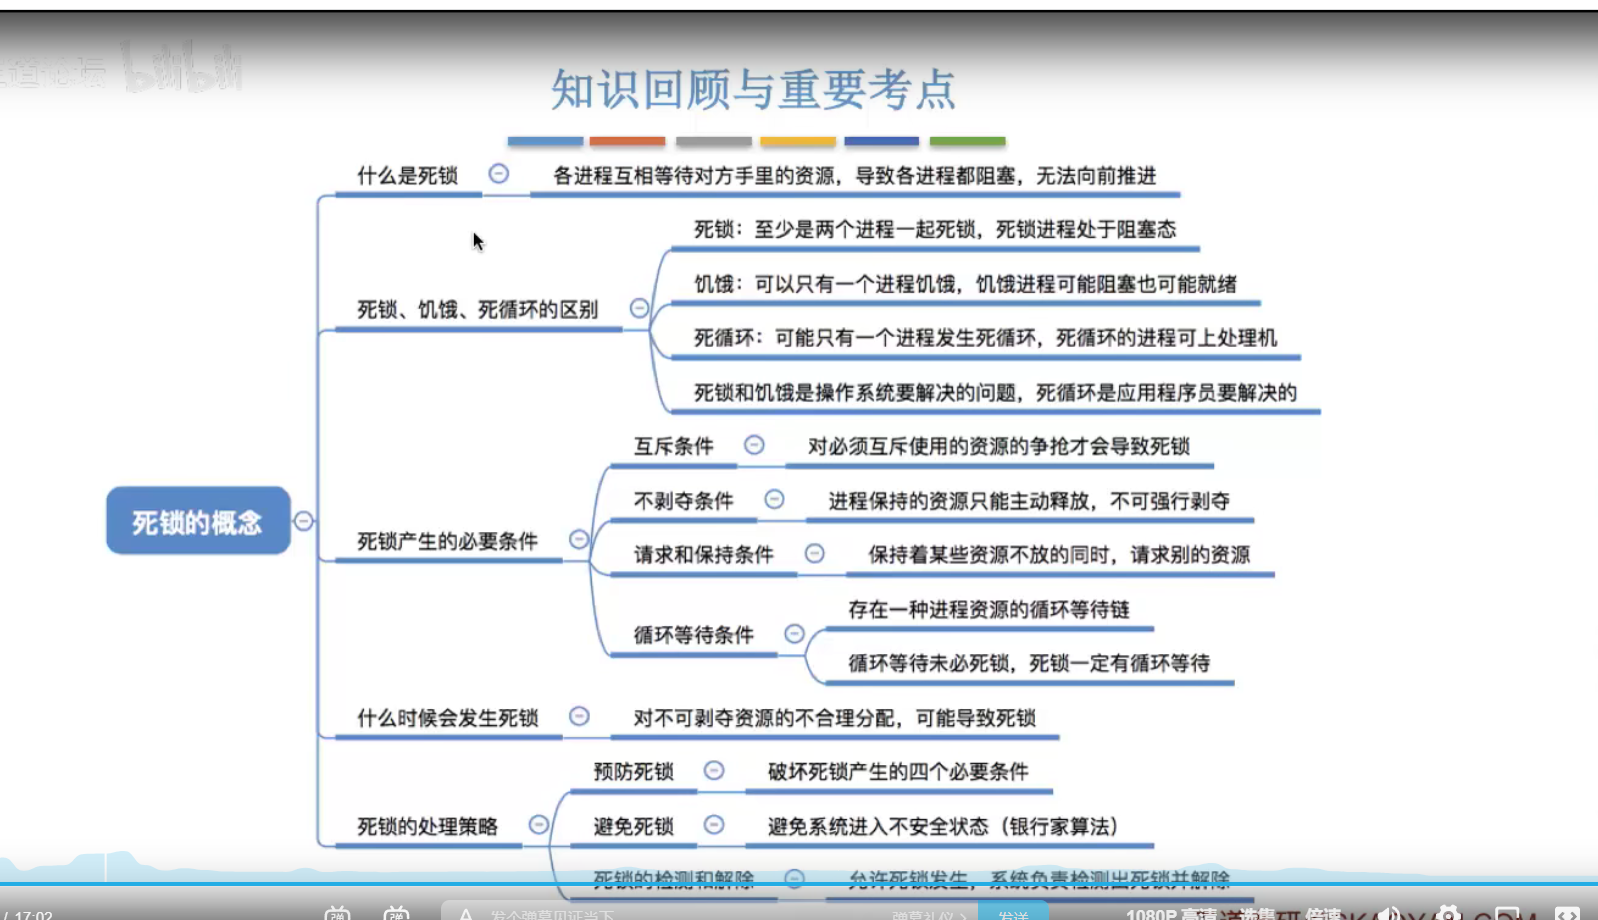 知识回顾与重要考点
什么是死锁
各进程互相等待对方手里的资源，导致各进程都阻塞，无法向前推进
死锁、饥饿、死循环的区别
死锁：至少是两个进程一起死锁，死锁进程处于阻塞态
饥饿：可以只有一个进程饥饿，饥饿进程可能阻塞也可能就绪
死循环：可能只有一个进程发生死循环，死循环的进程可上处理机
死锁和饥饿是操作系统要解决的问题，死循环是应用程序员要解决的
死锁的概念
死锁产生的必要条件
互斥条件
对必须互斥使用的资源的争抢才会导致死锁
不剥夺条件
进程保持的资源只能主动释放，不可强行剥夺
请求和保持条件
保持着某些资源不放的同时，请求别的资源
循环等待条件
存在一种进程资源的循环等待链
循环等待未必死锁，死锁一定有循环等待
什么时候会发生死锁
对不可剥夺资源的不合理分配，可能导致死锁
死锁的处理策略
预防死锁
破坏死锁产生的四个必要条件
避免死锁
避免系统进入不安全状态（银行家算法）
死锁的检测和解除
允许死锁发生，系统负责检测出死锁并解除
/ 17:02
弹
弹
A
发个弹幕见证当下
弹幕礼仪 >
发送
1080P 高清
选集
倍速